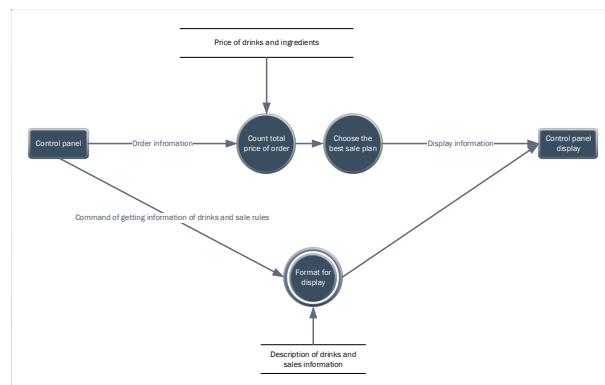 Price of drinks and ingredients
Control panel
Order infromation
Count total
price of order
Choose the
best sale plan
Display information
Control panel
display
Command of getting information of drinks and sale rules
Format for
display
Description of drinks and
sales information